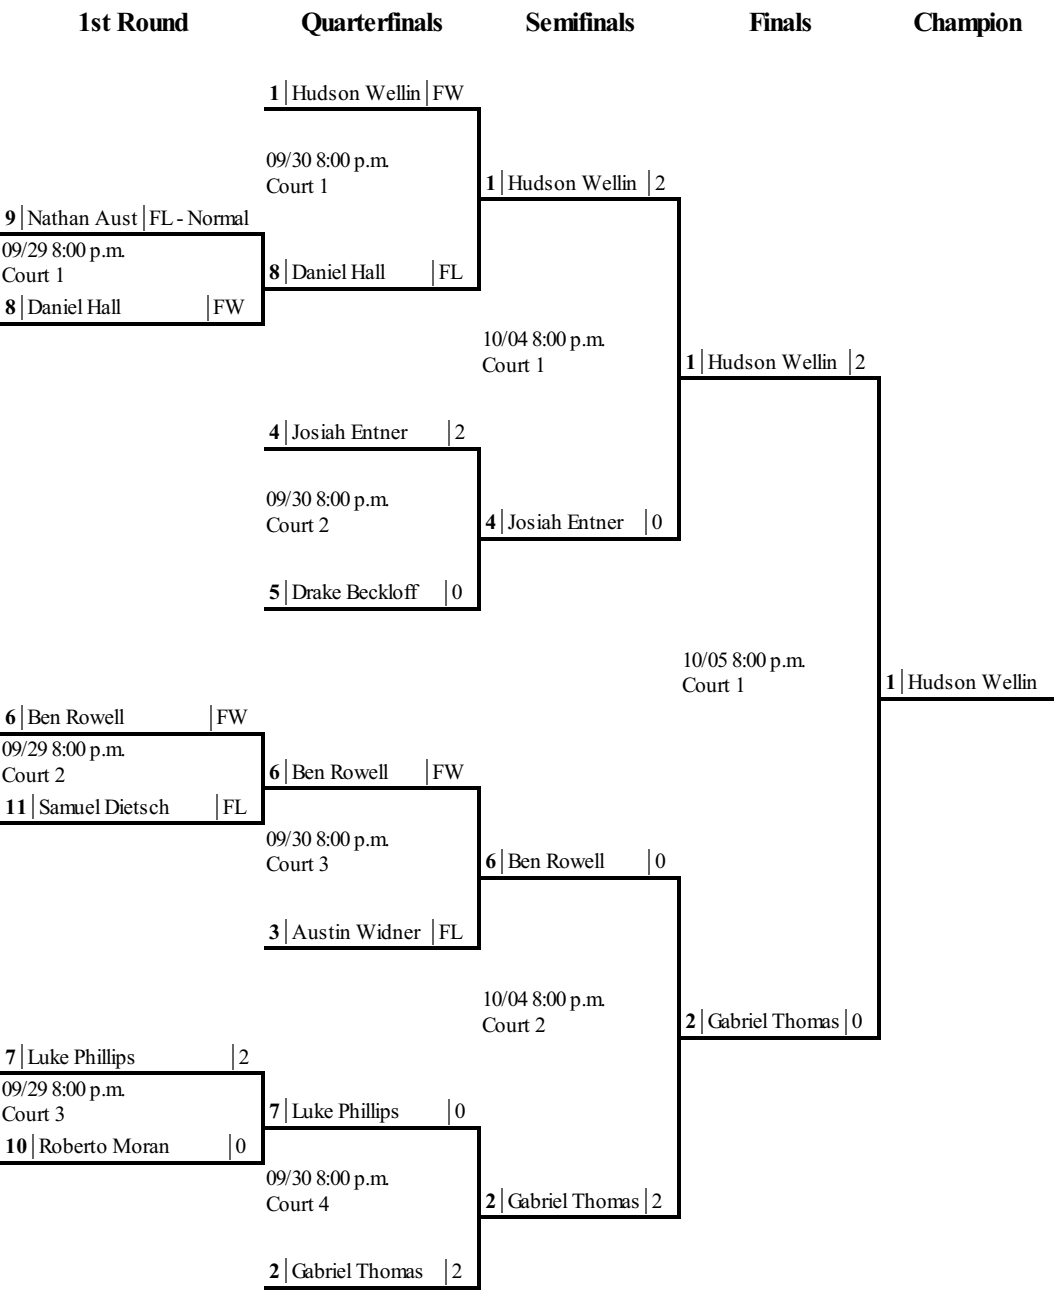 1st Round Quarterfinals Semifinals Finals Champion
1 Hudson Wellin FW
09/30 8:00 p.m.
Court 1
1 Hudson Wellin 2
9 Nathan Aust FL - Normal
09/29 8:00 p.m.
Court 1
8 Daniel Hall FL
8 Daniel Hall FW
10/04 8:00 p.m.
Court 1
1 Hudson Wellin 2
4 Josiah Entner 2
09/30 8:00 p.m.
Court 2
4 Josiah Entner 0
5 Drake Beckloff 0
10/05 8:00 p.m.
Court 1
1 Hudson Wellin
6 Ben Rowell FW
09/29 8:00 p.m.
Court 2
6 Ben Rowell FW
11 Samuel Dietsch FL
09/30 8:00 p.m.
Court 3
6 Ben Rowell 0
3 Austin Widner FL
10/04 8:00 p.m.
Court 2
2 Gabriel Thomas 0
7 Luke Phillips 2
09/29 8:00 p.m.
Court 3
7 Luke Phillips 0
10 Roberto Moran 0
09/30 8:00 p.m.
Court 4
2 Gabriel Thomas 2
2 Gabriel Thomas 2